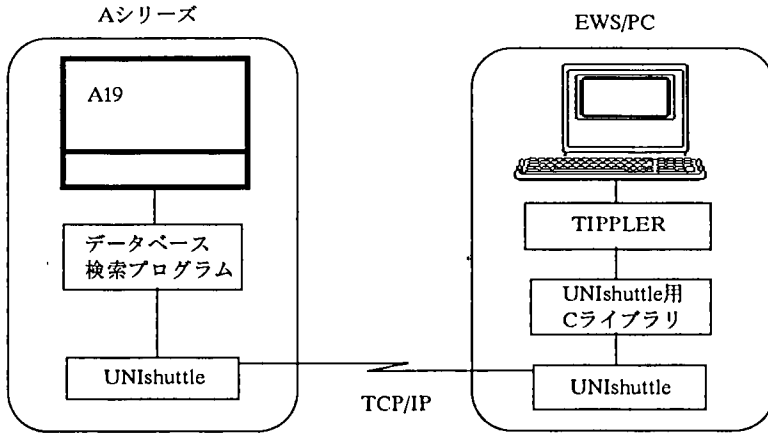 Aシリーズ
A19
データベース
検索プログラム
UNIshuttle
TCP/IP
EWS/PC
TIPPLER
UNIshuttle用
Cライブラリ
UNIshuttle